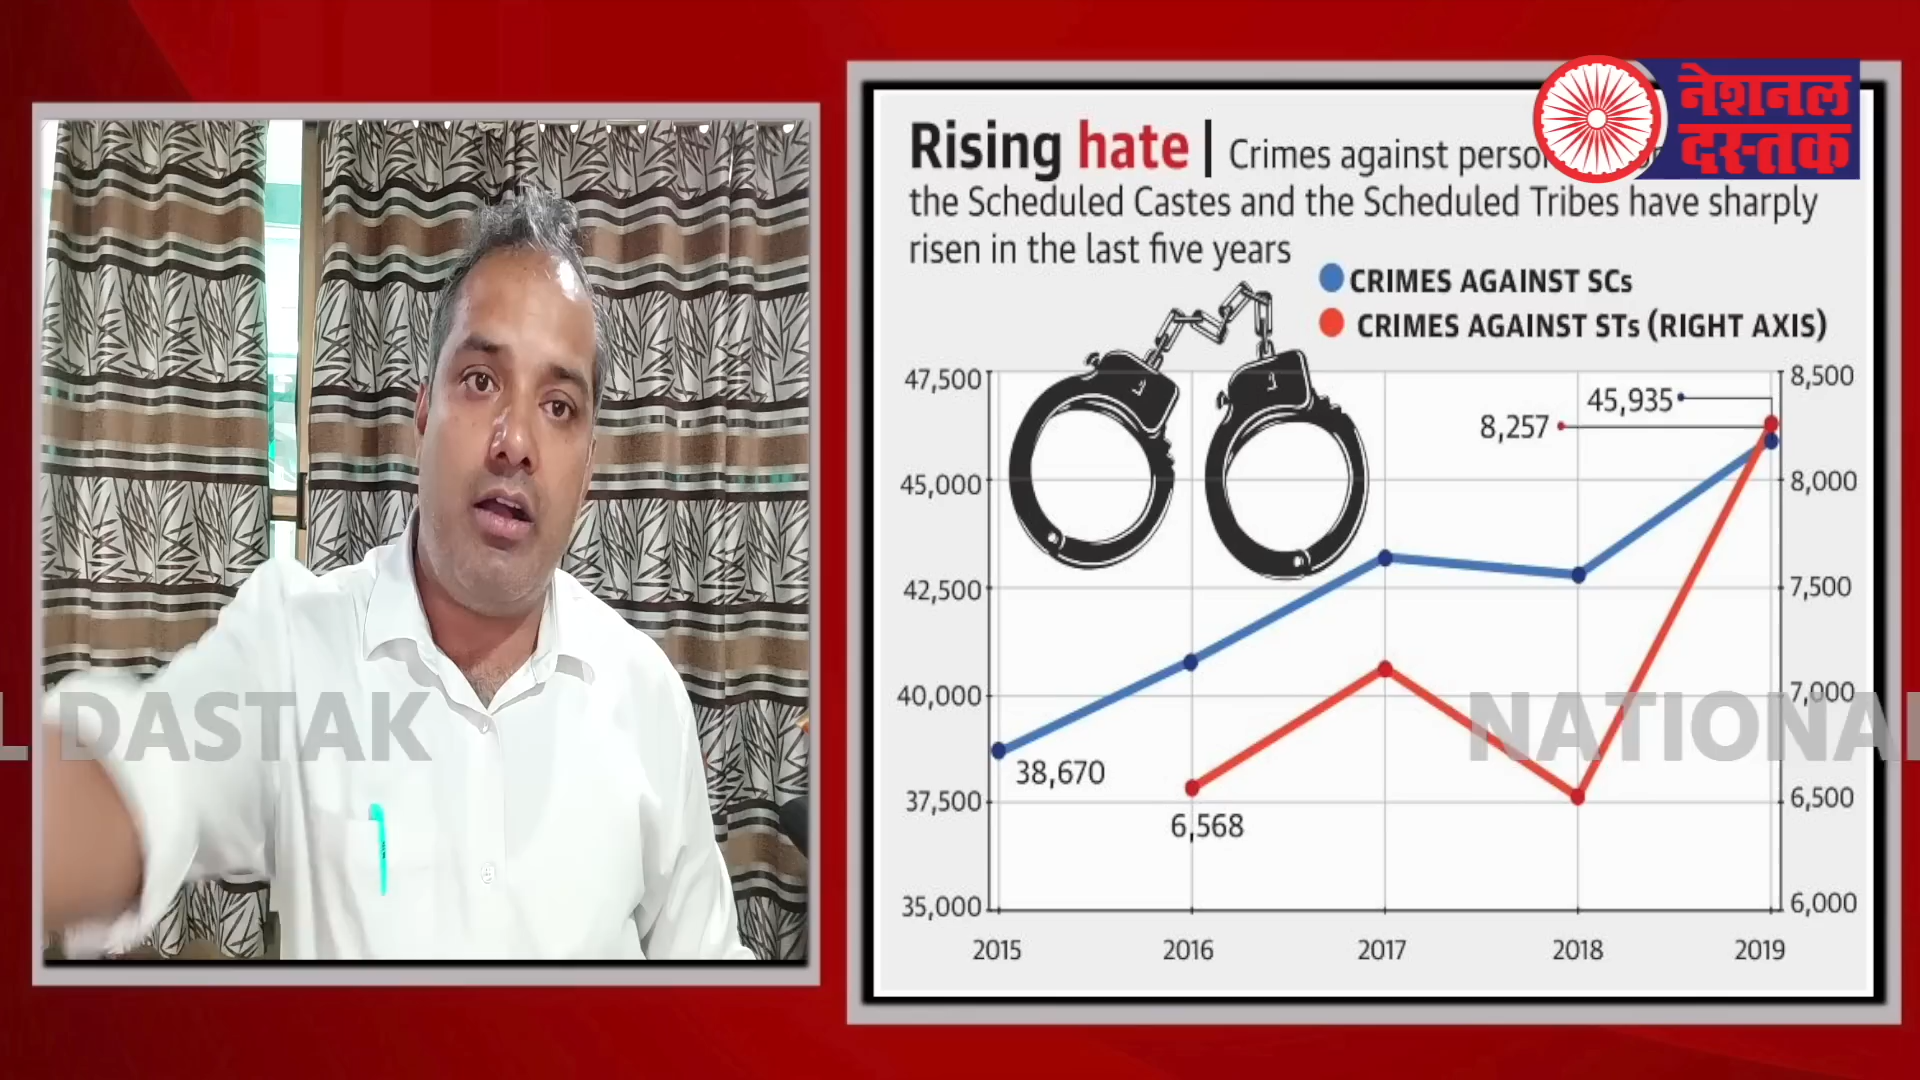 नेशनल
दस्तक
Rising hate | Crimes against
the Scheduled Castes and the Scheduled Tribes have sharply
risen in the last five years
CRIMES AGAINST SCs
CRIMES AGAINST STs (RIGHT AXIS)
47,500
45,000
42,500
40,000
37,500
35,000
8,500
8,000
7,500
7,000
6,500
6,000
45,935
8,257
38,670
6,568
2015 2016 2017 2018 2019
L DASTAK
NATIONAL